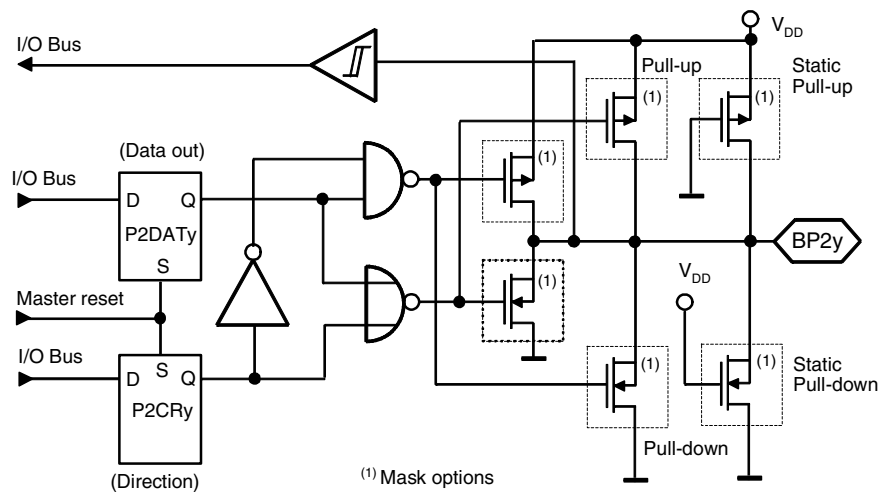 V_DD
I/O Bus
Pull-up
Static
Pull-up
(1)
(1)
(Data out)
(1)
I/O Bus
D
Q
P2DATy
S
BP2y
(1)
V_DD
Master reset
I/O Bus
D
S
Q
P2CRy
(1)
(1)
Static
Pull-down
Pull-down
(Direction)
(1) Mask options